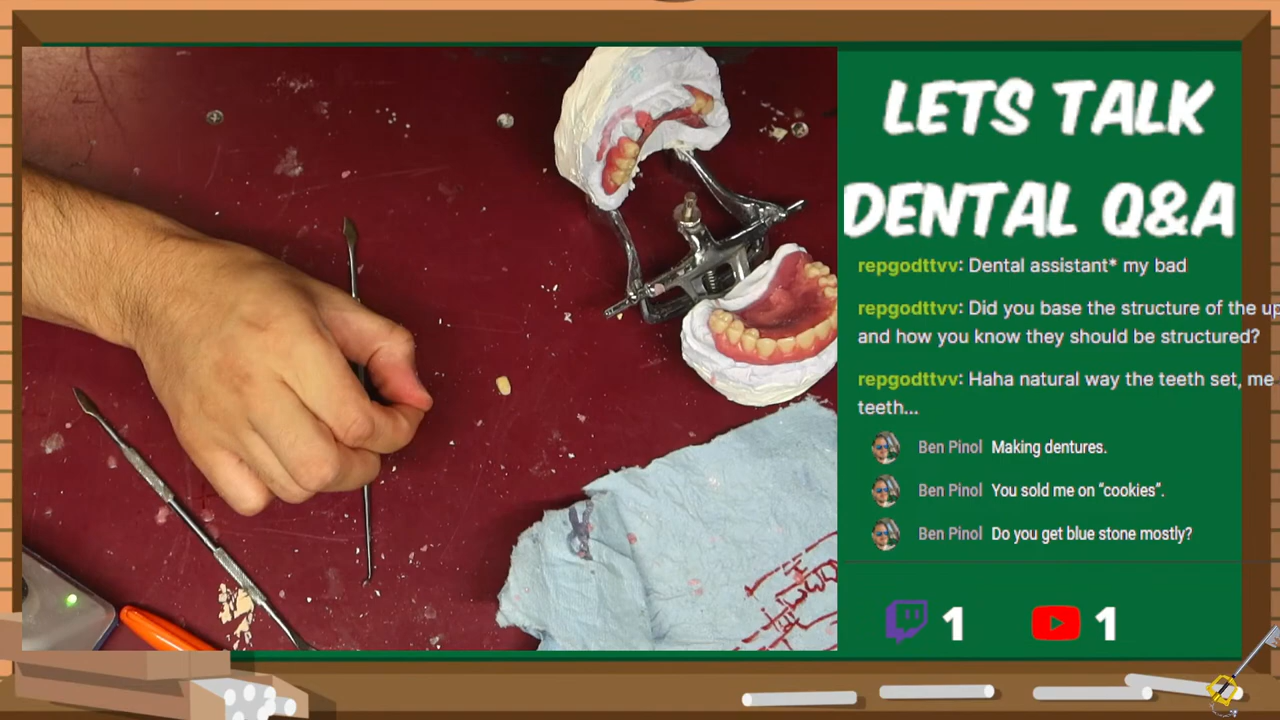 LETS TALK
DENTAL Q&A
repgodttvv: Dental assistant* my bad
repgodttvv: Did you base the structure of the up
and how you know they should be structured?
repgodttvv: Haha natural way the teeth set, me
teeth...
Ben Pinol Making dentures.
Ben Pinol You sold me on “cookies”.
Ben Pinol Do you get blue stone mostly?
1
1